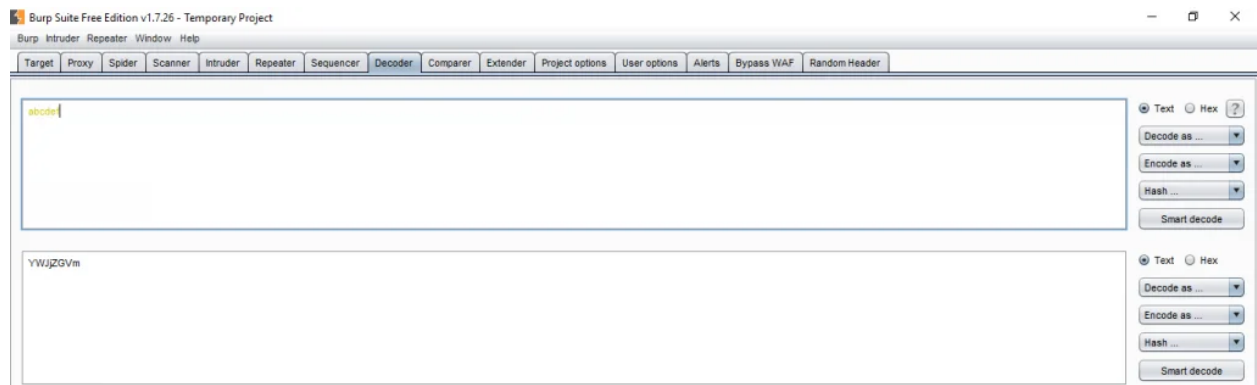 Burp Suite Free Edition v1.7.26 - Temporary Project
Burp Intruder Repeater Window Help
Target Proxy Spider Scanner Intruder Repeater Sequencer Decoder Comparer Extender Project options User options Alerts Bypass WAF Random Header
abcdef
Text Hex ?
Decode as ...
Encode as ...
Hash ...
Smart decode
YWJjZGVm
Text Hex
Decode as ...
Encode as ...
Hash ...
Smart decode